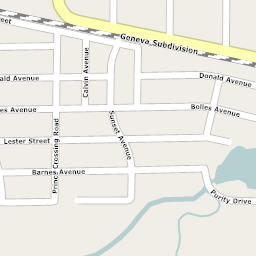 treet
Geneva Subdivision
Calvin Avenue
ald Avenue
Donald Avenue
es Avenue
Bolles Avenue
Sunset Avenue
Lester Street
Prince Crossing Road
Barnes Avenue
Purity Drive